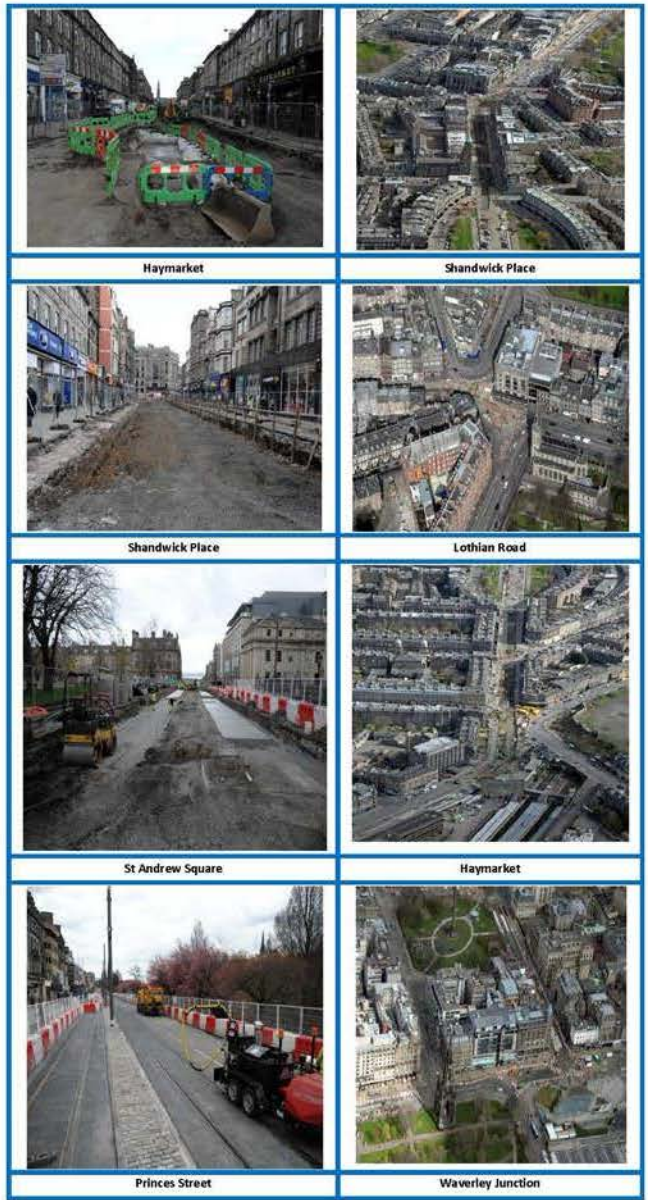 Haymarket
Shandwick Place
Shandwick Place
Lothian Road
St Andrew Square
Haymarket
Princes Street
Waverley Junction